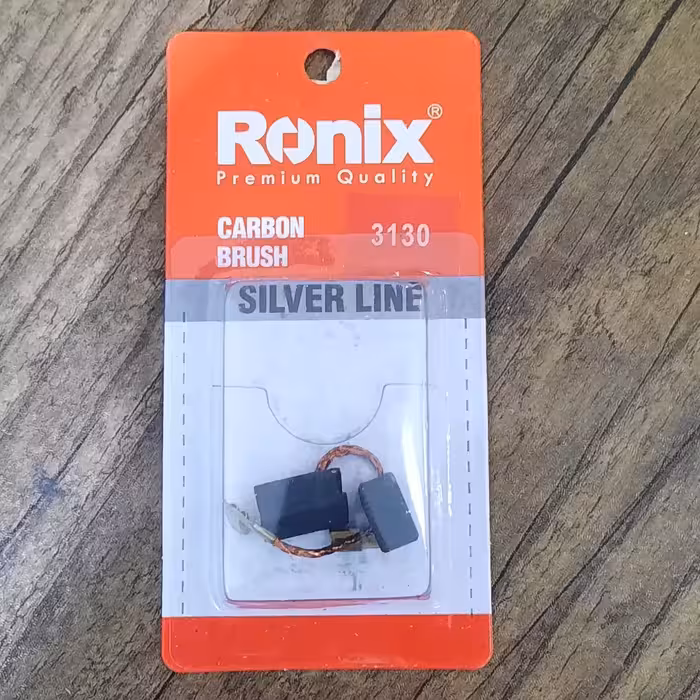 Ronix®
Premium Quality
CARBON
BRUSH
3130
SILVER LINE